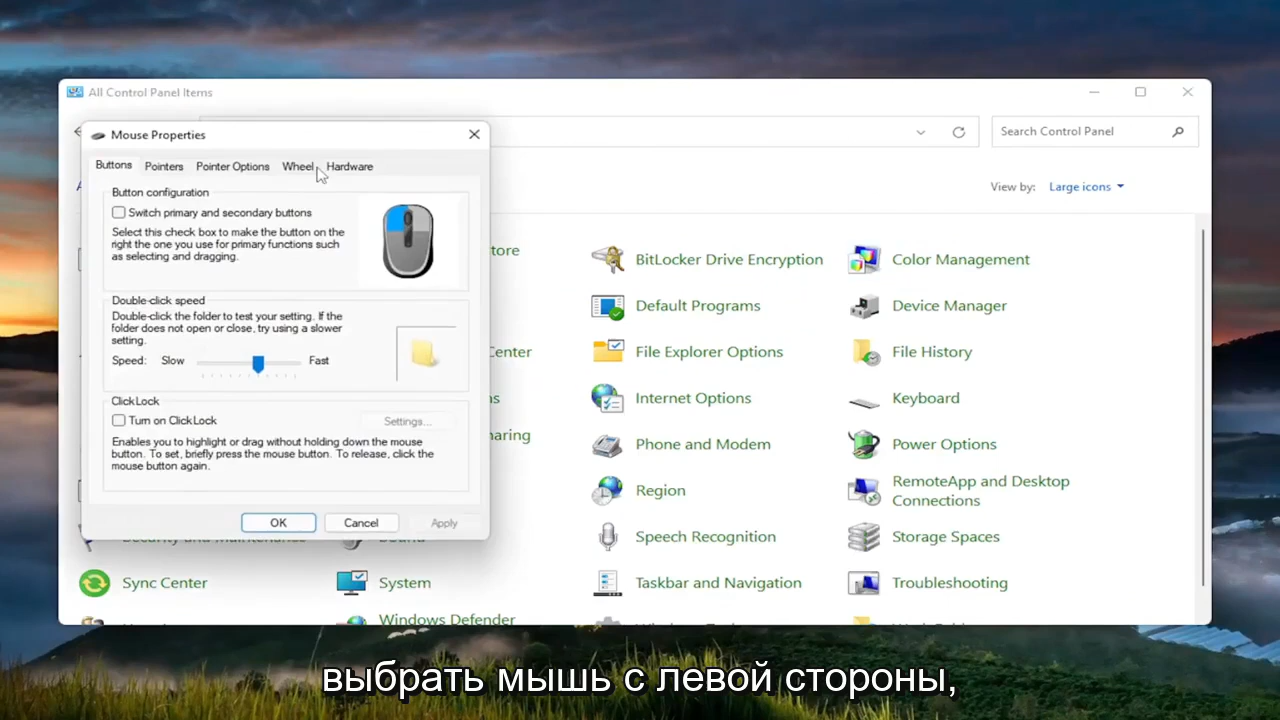 All Control Panel Items
Mouse Properties
Search Control Panel
Buttons Pointers Pointer Options Wheel Hardware
View by: Large icons
Button configuration
Switch primary and secondary buttons
Select this check box to make the button on the
right the one you use for primary functions such
as selecting and dragging.
Double-click speed
Double-click the folder to test your setting. If the
folder does not open or close, try using a slower
setting.
Speed: Slow Fast
ClickLock
Turn on ClickLock Settings...
Enables you to highlight or drag without holding down the mouse
button. To set, briefly press the mouse button. To release, click the
mouse button again.
OK Cancel Apply
BitLocker Drive Encryption Color Management
Default Programs Device Manager
Center File Explorer Options File History
Internet Options Keyboard
Phone and Modem Power Options
Region RemoteApp and Desktop
Connections
Speech Recognition Storage Spaces
Sync Center System Taskbar and Navigation Troubleshooting
Windows Defender
выбрать мышь с левой стороны,